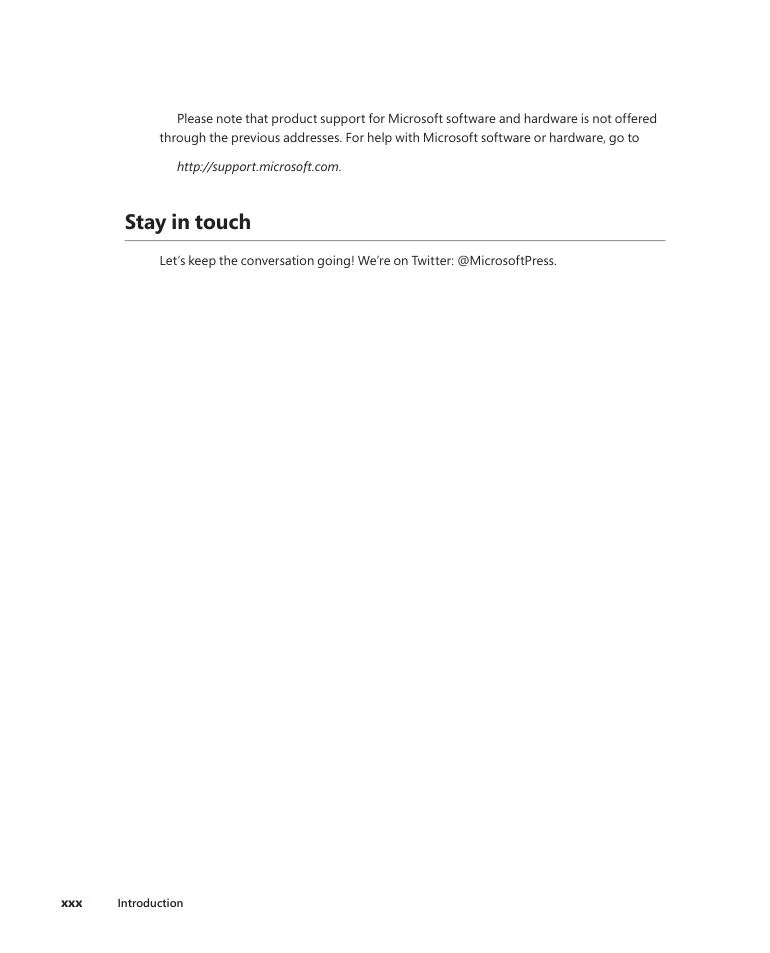 Please note that product support for Microsoft software and hardware is not offered
through the previous addresses. For help with Microsoft software or hardware, go to
http://support.microsoft.com.
Stay in touch
Let’s keep the conversation going! We’re on Twitter: @MicrosoftPress.
xxx Introduction